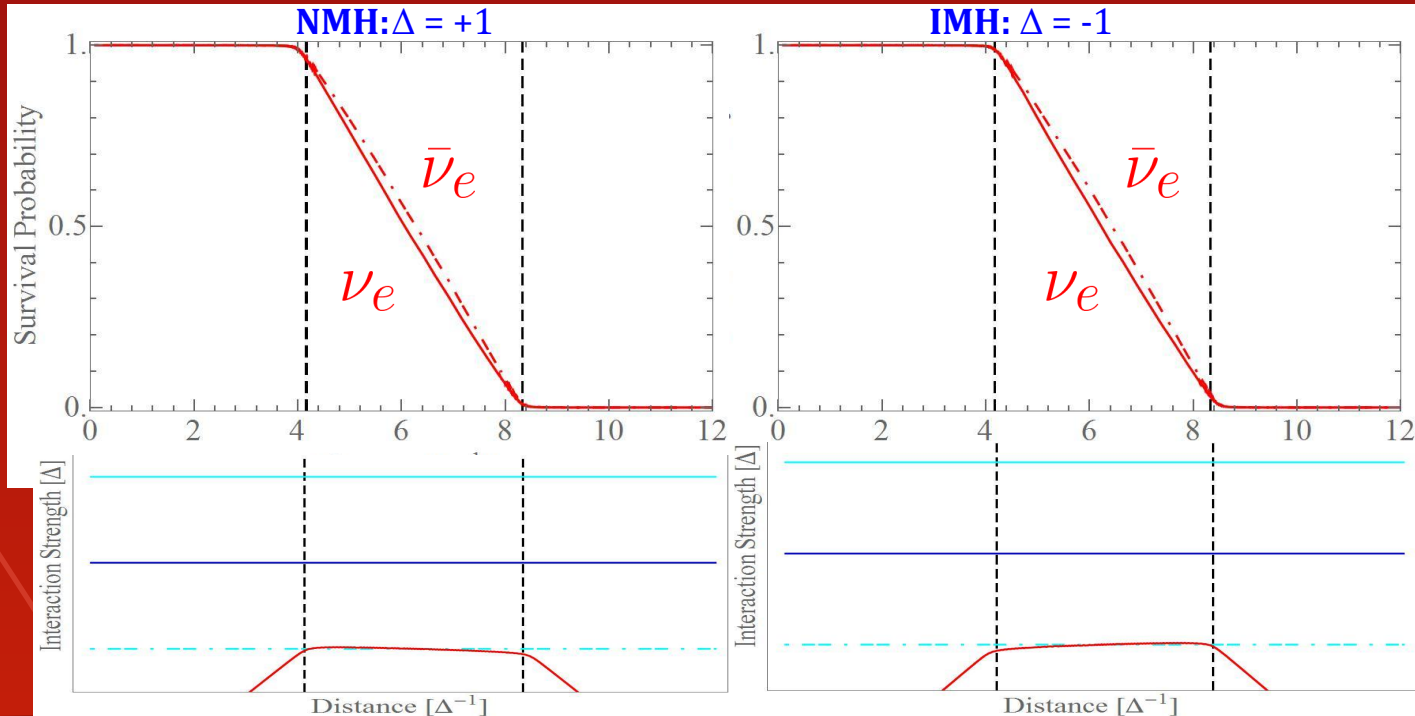 NMH: Δ = +1
IMH: Δ = -1
Survival Probability
1.
0.5
0.
ν̄e
νe
0 2 4 6 8 10 12
1.
0.5
0.
ν̄e
νe
0 2 4 6 8 10 12
Interaction Strength [Δ]
Distance [Δ⁻¹]
Interaction Strength [Δ]
Distance [Δ⁻¹]